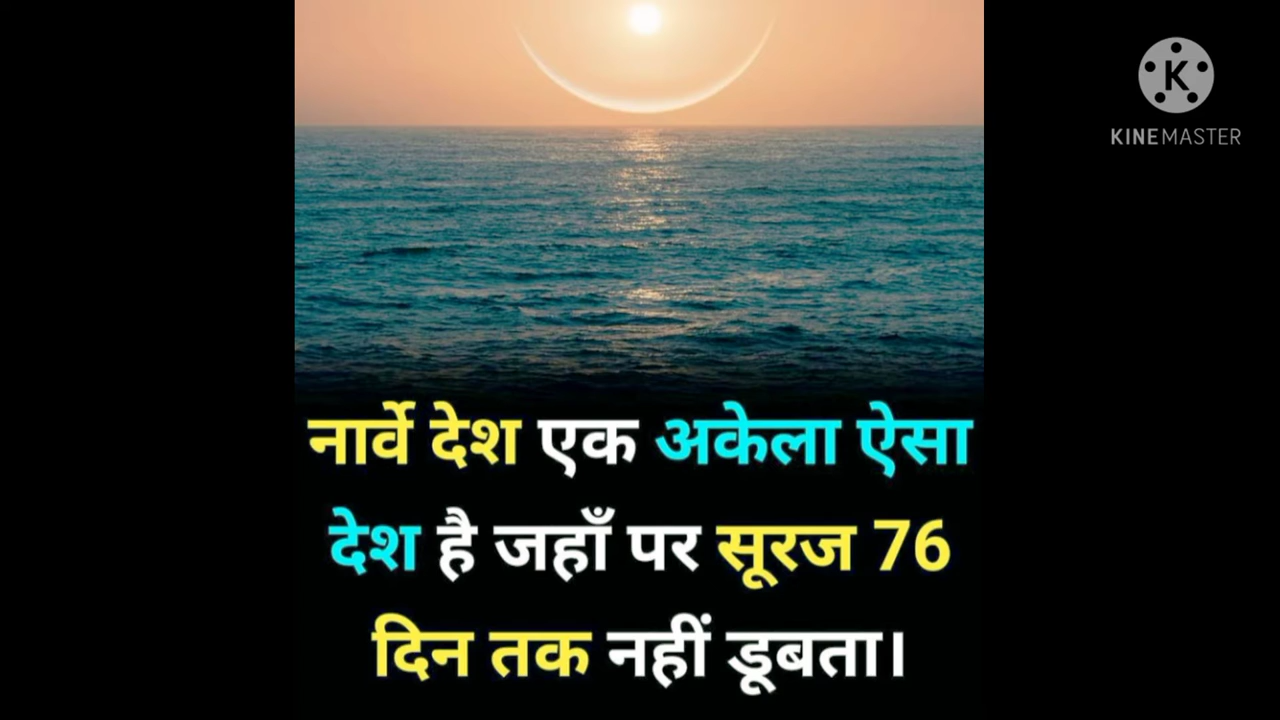 KINEMASTER
नार्वे देश एक अकेला ऐसा
देश है जहाँ पर सूरज 76
दिन तक नहीं डूबता।